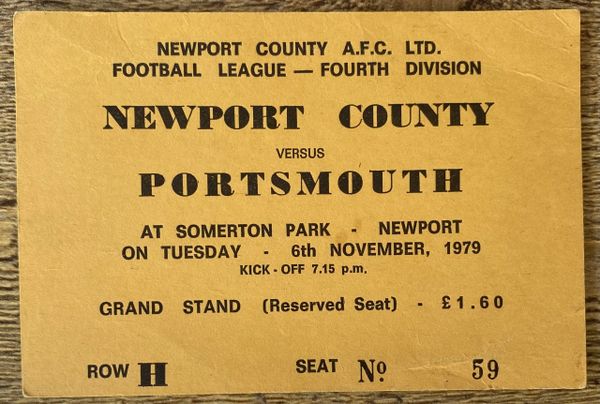 NEWPORT COUNTY A.F.C. LTD.
FOOTBALL LEAGUE — FOURTH DIVISION
NEWPORT COUNTY
VERSUS
PORTSMOUTH
AT SOMERTON PARK - NEWPORT
ON TUESDAY - 6th NOVEMBER, 1979
KICK - OFF 7.15 p.m.
GRAND STAND (Reserved Seat) - £1.60
ROW H SEAT No 59